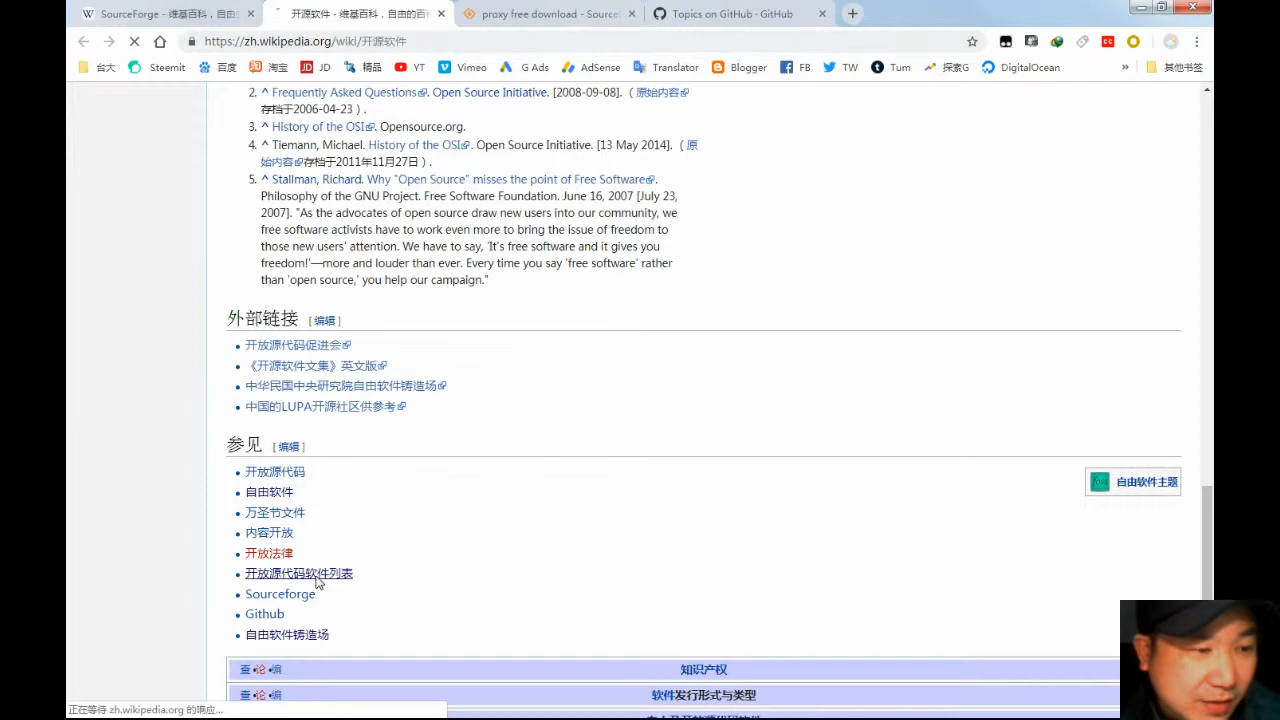 SourceForge - 维基百科，自由
开源软件 - 维基百科，自由的百
proxy free download - Source
Topics on GitHub · GitHub
https://zh.wikipedia.org/wiki/开源软件
台大 Steemit 百度 淘宝 JD 精品 YT Vimeo G Ads AdSense Translator Blogger FB TW Tum 探索G DigitalOcean » 其他书签
2. ^ Frequently Asked Questions. Open Source Initiative. [2008-09-08]. （原始内容
存档于2006-04-23）.
3. ^ History of the OSI. Opensource.org.
4. ^ Tiemann, Michael. History of the OSI. Open Source Initiative. [13 May 2014]. （原
始内容存档于2011年11月27日）.
5. ^ Stallman, Richard. Why "Open Source" misses the point of Free Software.
Philosophy of the GNU Project. Free Software Foundation. June 16, 2007 [July 23,
2007]. "As the advocates of open source draw new users into our community, we
free software activists have to work even more to bring the issue of freedom to
those new users' attention. We have to say, 'It's free software and it gives you
freedom!'—more and louder than ever. Every time you say 'free software' rather
than 'open source,' you help our campaign."
外部链接 [编辑]
• 开放源代码促进会
• 《开源软件文集》英文版
• 中华民国中央研究院自由软件铸造场
• 中国的LUPA开源社区供参考
参见 [编辑]
• 开放源代码
自由软件主题
• 自由软件
• 万圣节文件
• 内容开放
• 开放法律
• 开放源代码软件列表
• Sourceforge
• Github
• 自由软件铸造场
查•论•编 知识产权
查•论•编 软件发行形式与类型
正在等待 zh.wikipedia.org 的响应...